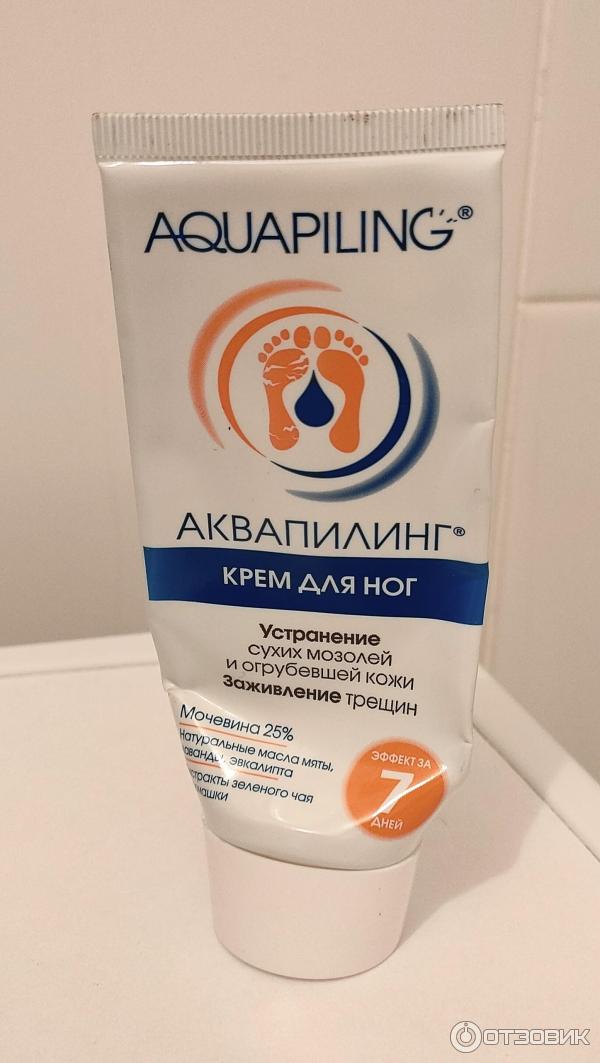 AQUAPILING®
АКВАПИЛИНГ®
КРЕМ ДЛЯ НОГ
Устранение
сухих мозолей
и огрубевшей кожи
Заживление трещин
Мочевина 25%
Натуральные масла мяты,
эвкалипта
зеленого чая
ЭФФЕКТ ЗА
7
ДНЕЙ
ОТЗОВИК